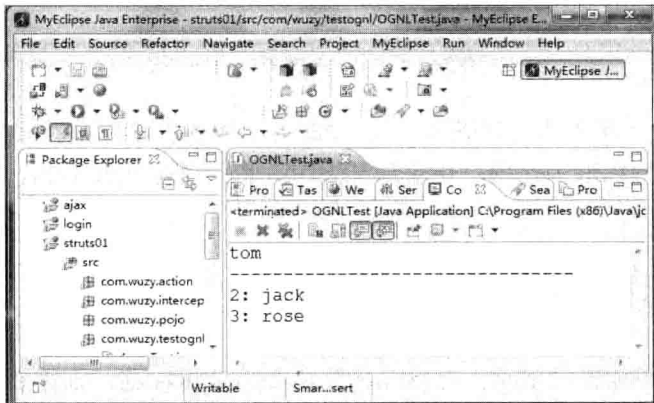 MyEclipse Java Enterprise - struts01/src/com/wuzy/testognl/OGNLTest.java - MyEclipse E...
File Edit Source Refactor Navigate Search Project MyEclipse Run Window Help
MyEclipse J...
Package Explorer
OGNLTest.java
Pro Tas We Ser Co Sea Pro
<terminated> OGNLTest [Java Application] C:\Program Files (x86)\Java\jc
ajax
login
struts01
src
com.wuzy.action
com.wuzy.intercep
com.wuzy.pojo
com.wuzy.testognl
tom
---------------------------------
2: jack
3: rose
Writable
Smar...sert